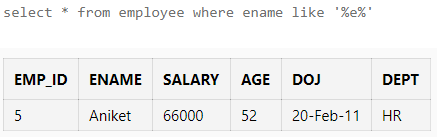 select * from employee where ename like '%e%'
EMP_ID ENAME SALARY AGE DOJ DEPT
5 Aniket 66000 52 20-Feb-11 HR